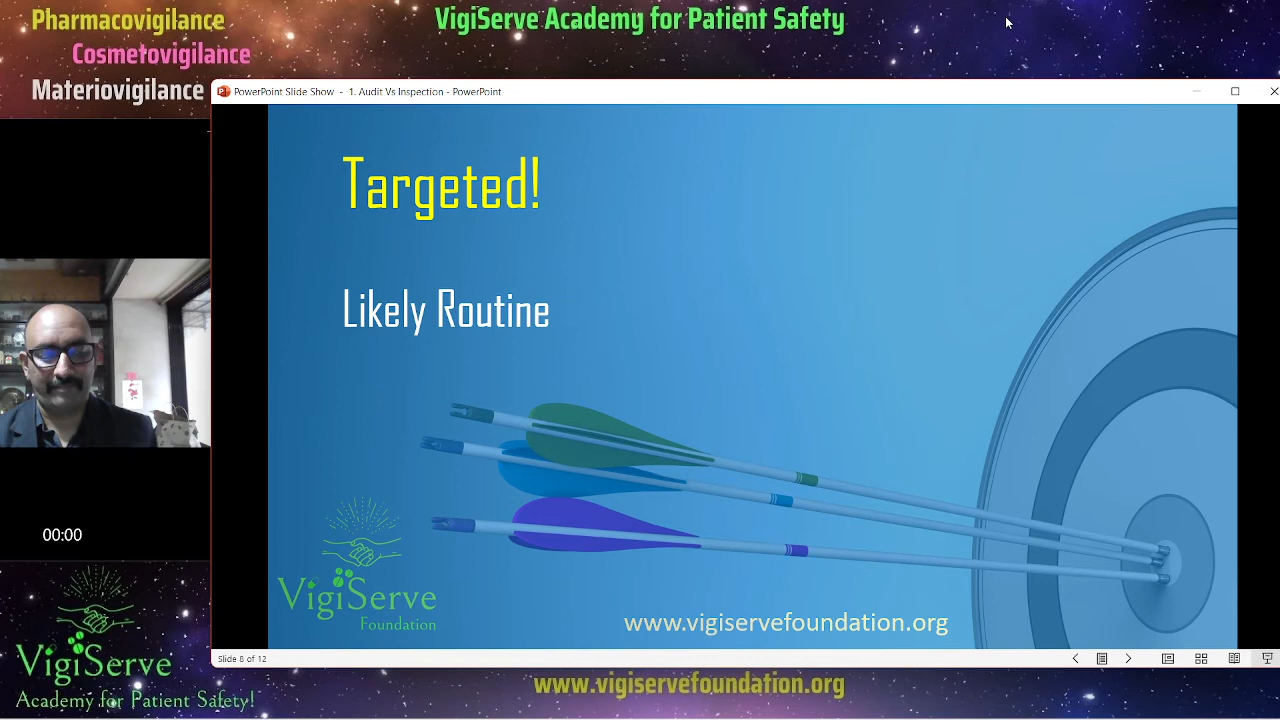 Pharmacovigilance
Cosmetovigilance
Materiovigilance
VigiServe Academy for Patient Safety
PowerPoint Slide Show - 1. Audit Vs Inspection - PowerPoint
Targeted!
Likely Routine
VigiServe
Foundation
www.vigiservefoundation.org
00:00
Slide 8 of 12
VigiServe
Academy for Patient Safety!
www.vigiservefoundation.org